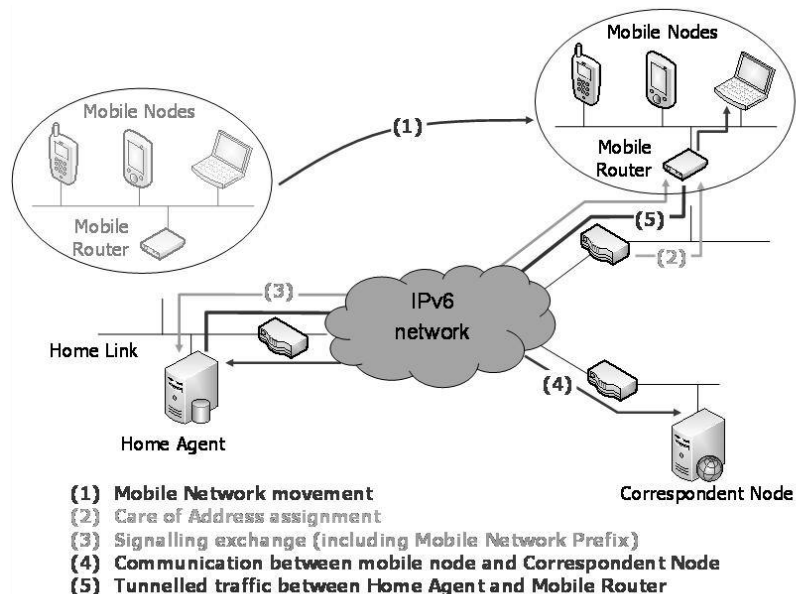 Mobile Nodes
Mobile Nodes
(1)
Mobile
Router
Mobile
Router
(5)
(2)
(3)
IPv6
network
Home Link
(4)
Home Agent
Correspondent Node
(1) Mobile Network movement
(2) Care of Address assignment
(3) Signalling exchange (including Mobile Network Prefix)
(4) Communication between mobile node and Correspondent Node
(5) Tunnelled traffic between Home Agent and Mobile Router